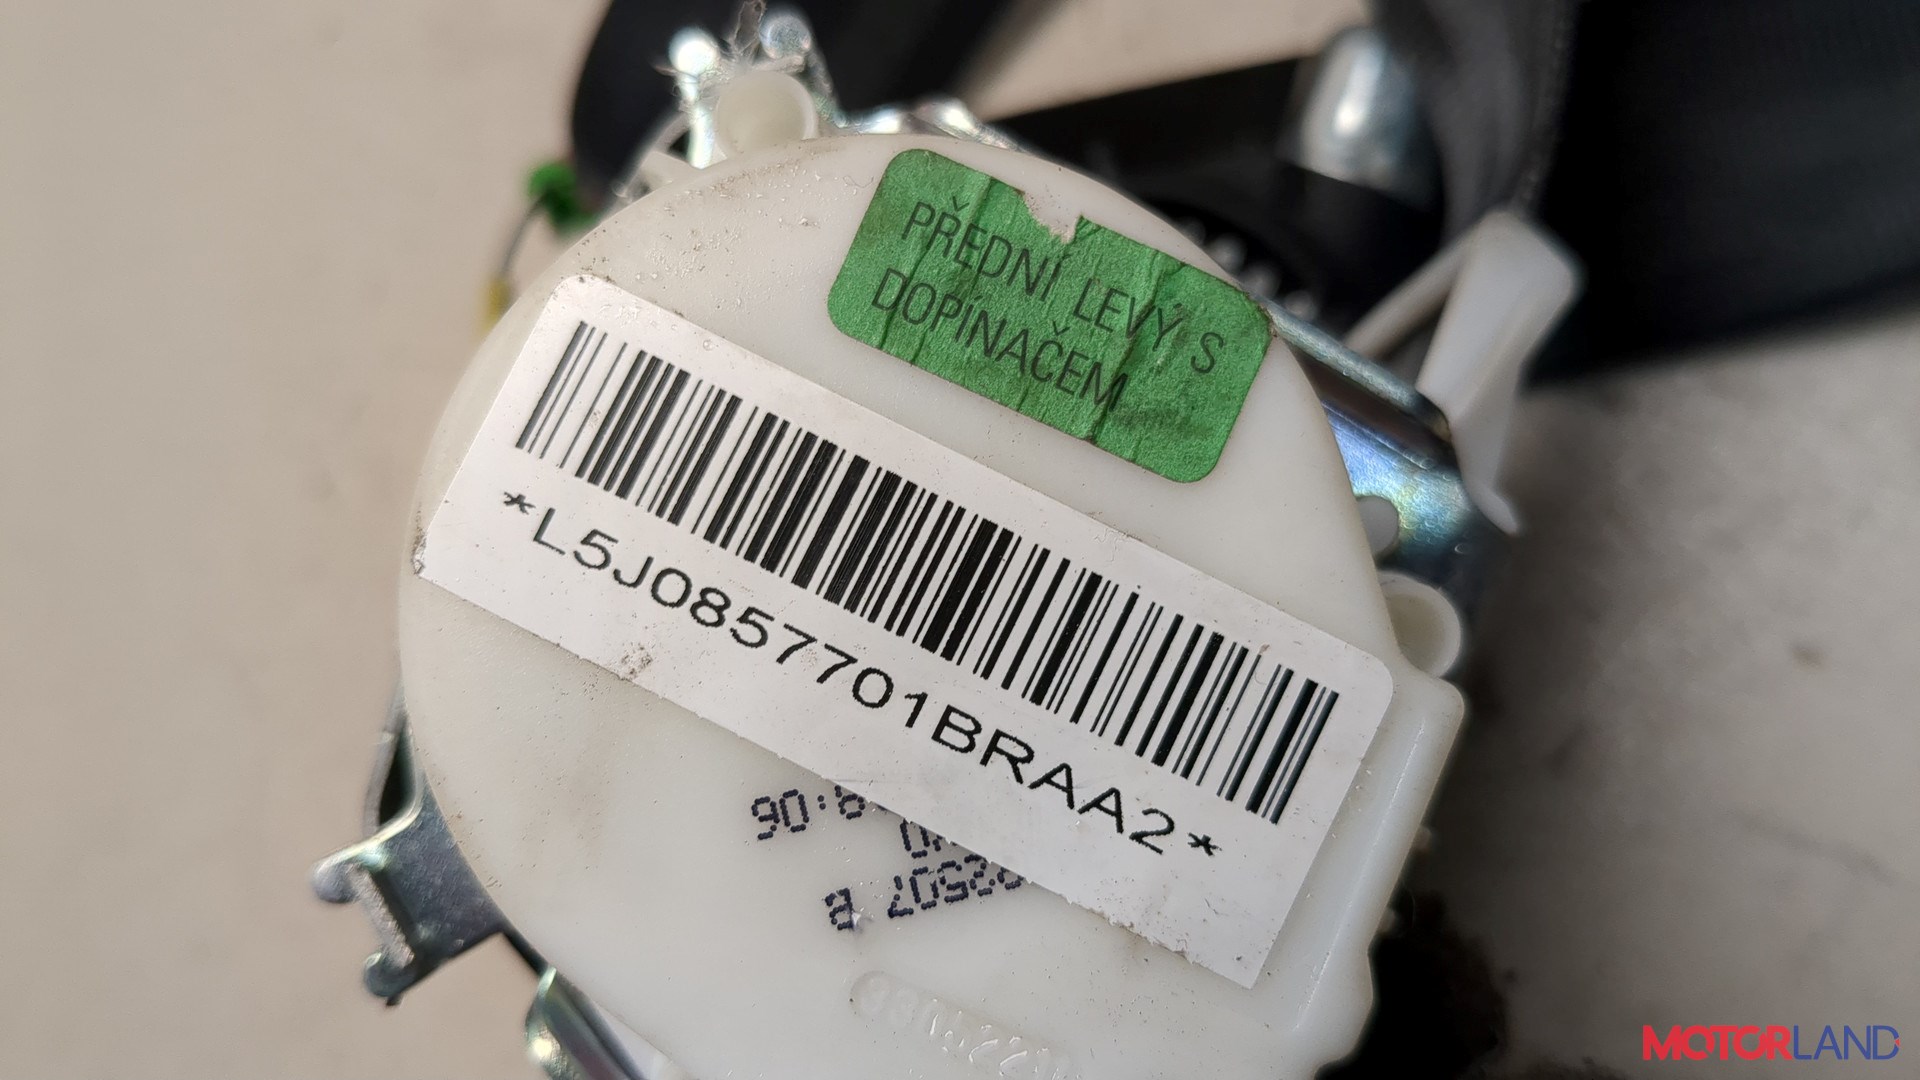 PŘEDNÍ LEVÝ S
DOPÍNAČEM
*L5J0857701BRAA2*
MOTORLAND